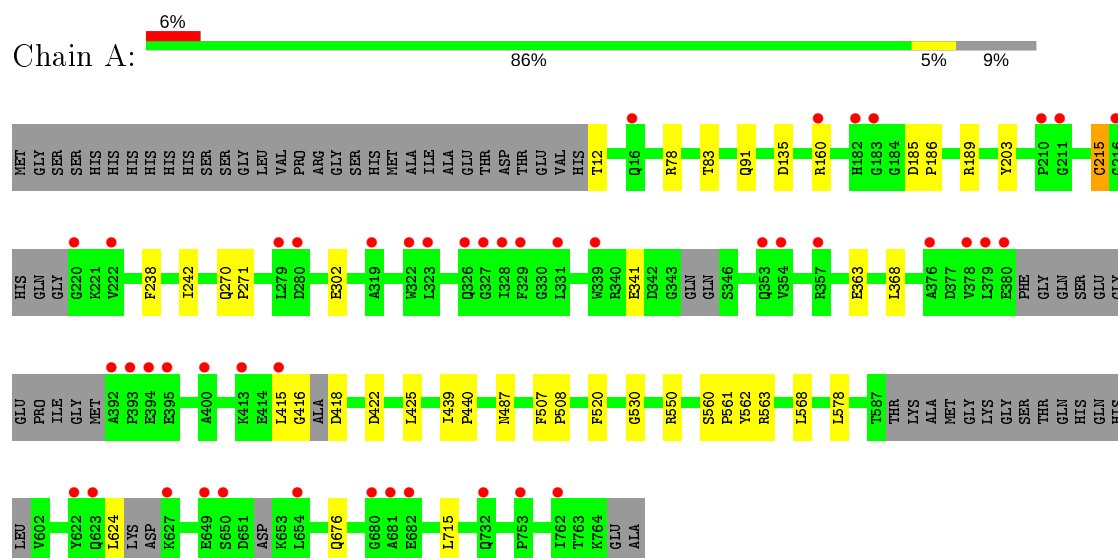 6%
Chain A:
86% 5% 9%
MET GLY SER SER HIS HIS HIS HIS HIS HIS SER SER GLY LEU VAL PRO ARG GLY SER HIS MET ALA ILE ALA GLU THR ASP THR GLU VAL HIS T12 Q16 R78 T83 Q91 D135 R160 H182 G183 G184 D185 P186 R189 Y203 P210 G211 C215 G216
HIS GLN GLY G220 K221 V222 F238 I242 Q270 P271 L279 D280 E302 A319 W322 L323 Q326 G327 I328 F329 G330 L331 W339 R340 E341 D342 G343 GLN GLN S346 Q353 V354 R357 E363 L368 A376 D377 V378 L379 E380 PHE GLY GLN SER GLU GLY
GLU PRO ILE GLY MET A392 P393 E394 E395 A400 K413 E414 L415 G416 ALA D418 D422 L425 I439 P440 N487 F507 P508 F520 G530 R550 S560 P561 Y562 R563 L568 L578 T587 THR LYS ALA MET GLY LYS GLY SER THR GLN HIS GLN HIS
LEU V602 Y622 Q623 L624 LYS ASP K627 E649 S650 D651 ASP K653 L654 Q676 G680 A681 E682 L715 Q732 P753 I762 T763 K764 GLU ALA